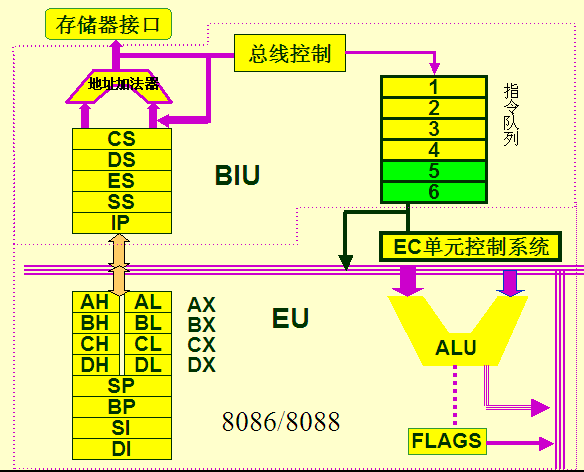 存储器接口
总线控制
地址加法器
1
2
3
4
5
6
指令队列
CS
DS
ES
SS
IP
BIU
EC单元控制系统
AH AL AX
BH BL BX
CH CL CX
DH DL DX
SP
BP
SI
DI
EU
ALU
8086/8088
FLAGS